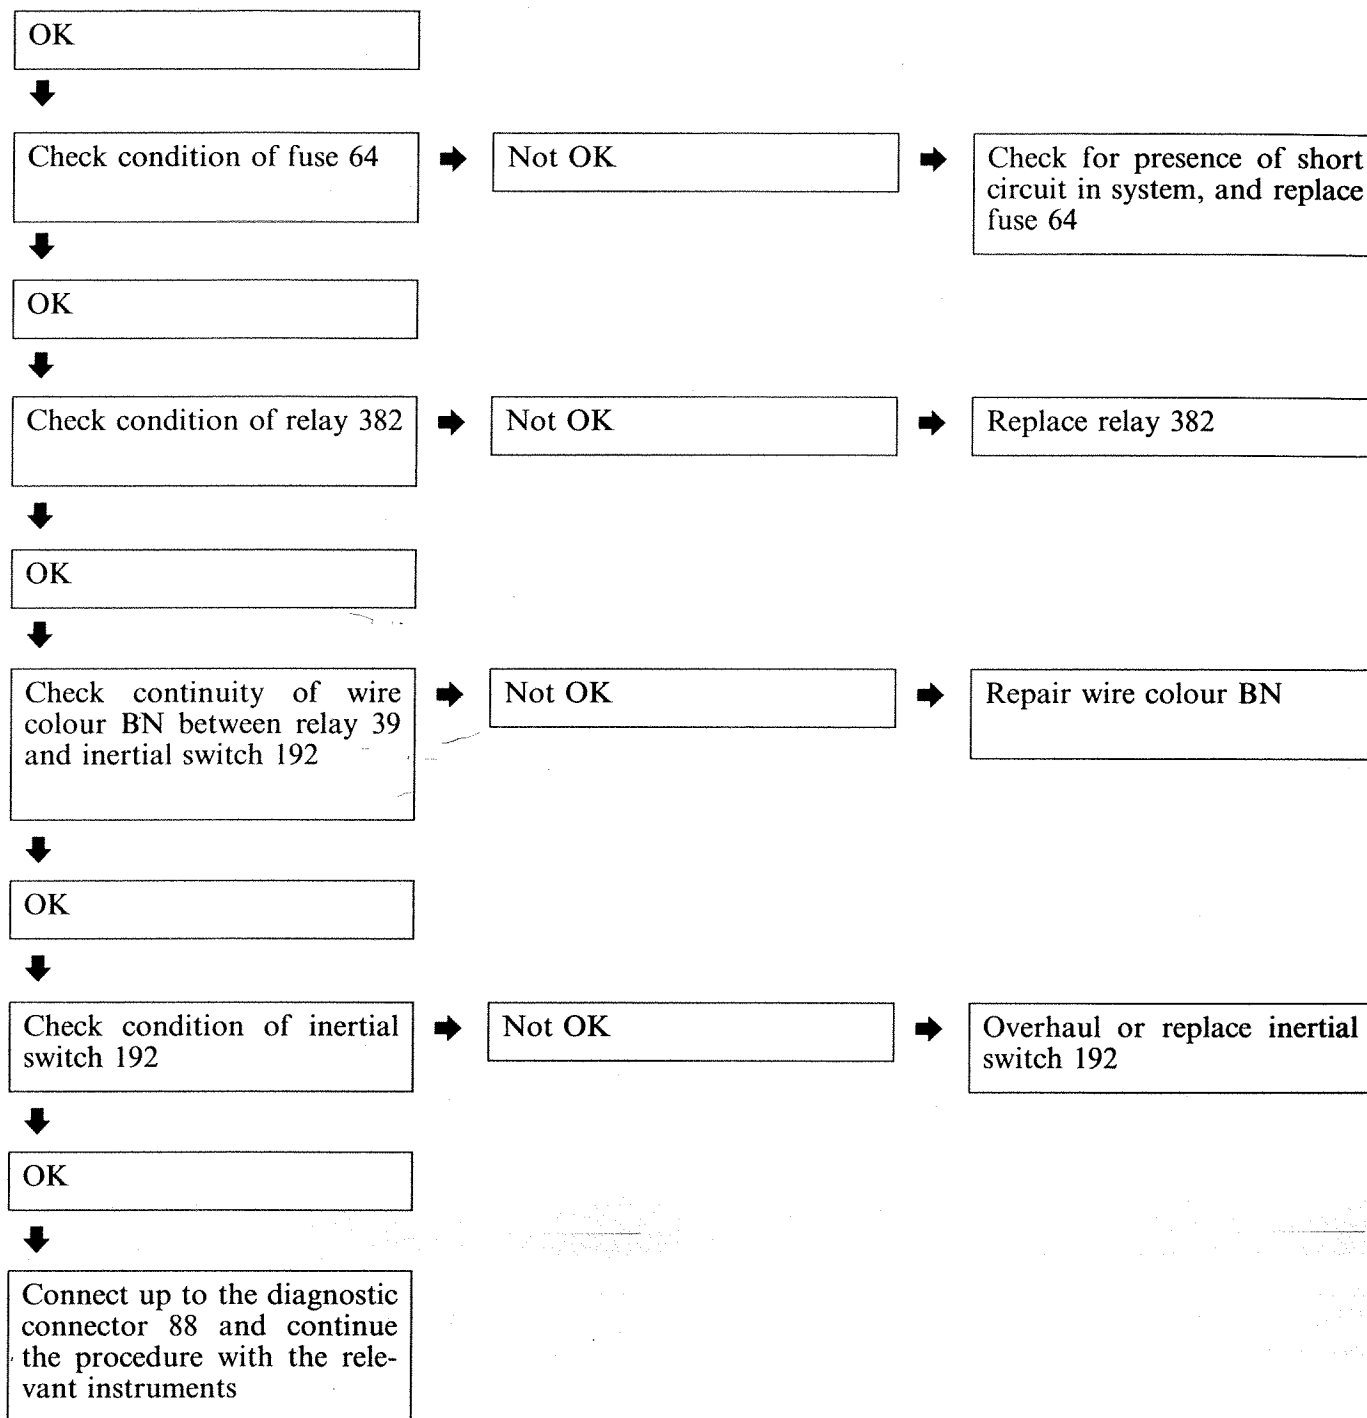 OK
Check condition of fuse 64
Not OK
Check for presence of short
circuit in system, and replace
fuse 64
OK
Check condition of relay 382
Not OK
Replace relay 382
OK
Check continuity of wire
colour BN between relay 39
and inertial switch 192
Not OK
Repair wire colour BN
OK
Check condition of inertial
switch 192
Not OK
Overhaul or replace inertial
switch 192
OK
Connect up to the diagnostic
connector 88 and continue
the procedure with the rele-
vant instruments